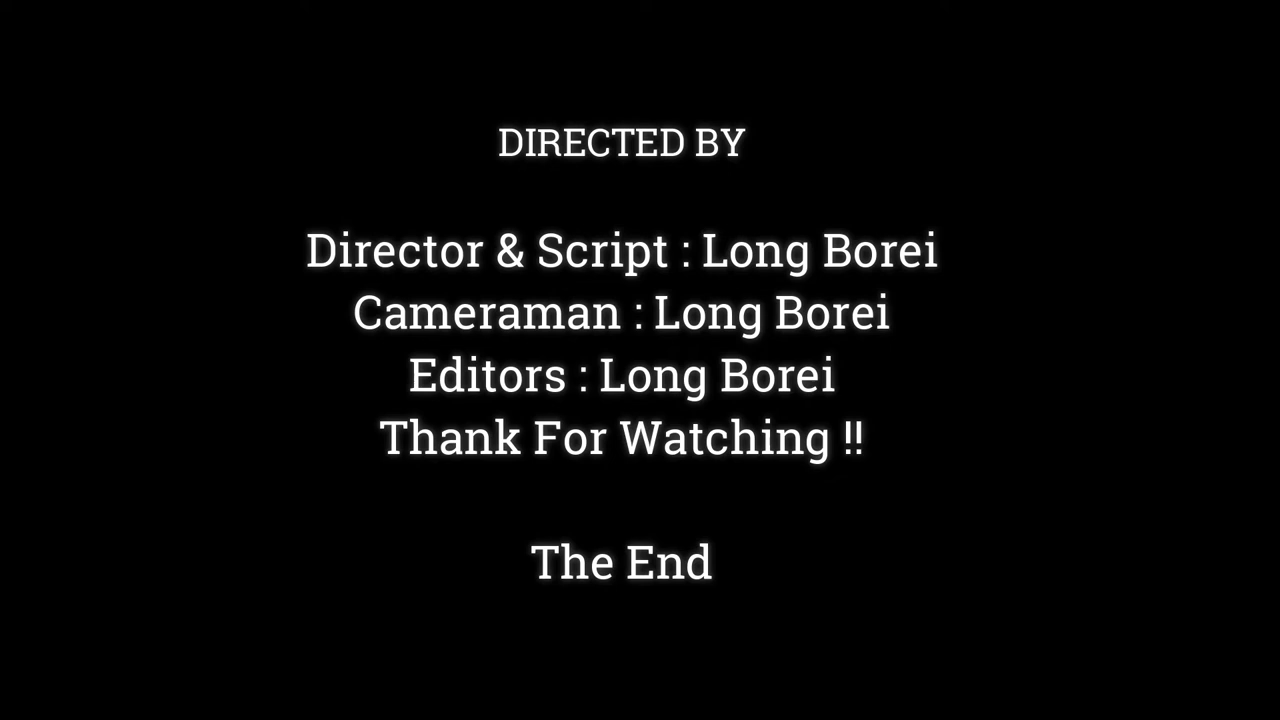 DIRECTED BY
Director & Script : Long Borei
Cameraman : Long Borei
Editors : Long Borei
Thank For Watching !!
The End